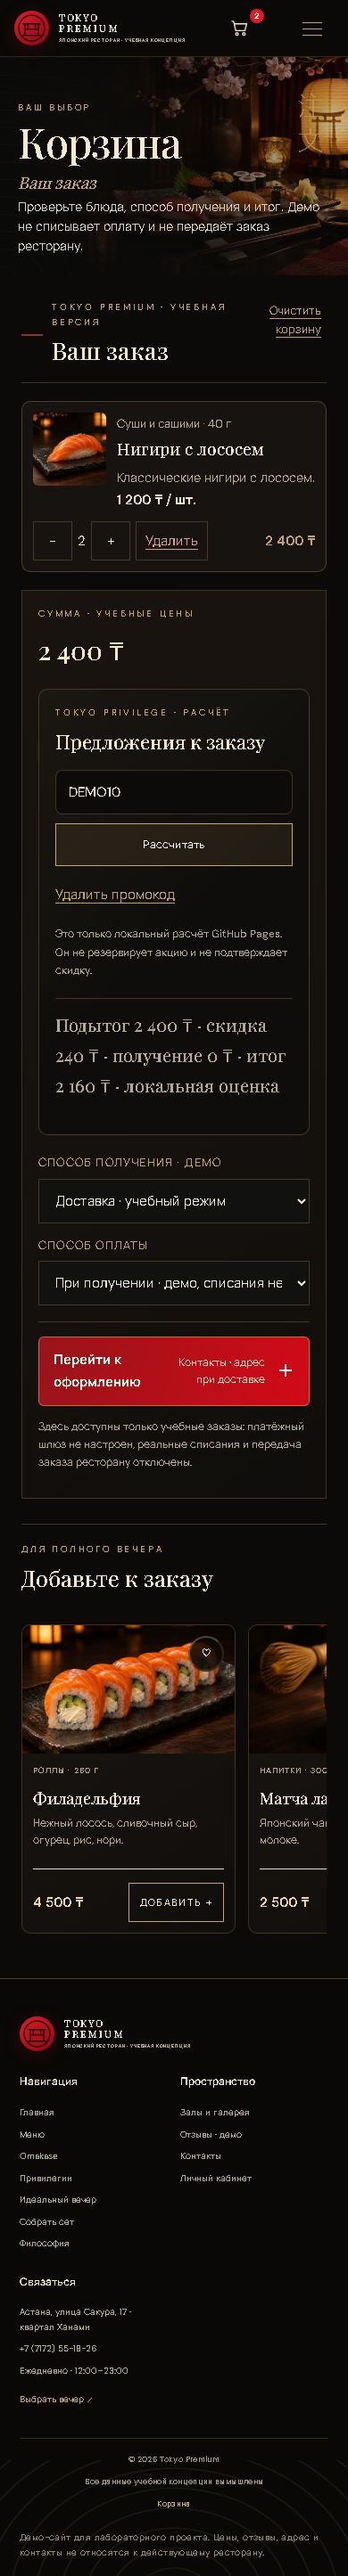 TOKYO
PREMIUM
ЯПОНСКИЙ РЕСТОРАН · УЧЕБНАЯ КОНЦЕПЦИЯ
2
ВАШ ВЫБОР
Корзина
Ваш заказ
Проверьте блюда, способ получения и итог. Демо
не списывает оплату и не передаёт заказ
ресторану.
TOKYO PREMIUM · УЧЕБНАЯ
ВЕРСИЯ
Ваш заказ
Очистить
корзину
Суши и сашими · 40 г
Нигири с лососем
Классические нигири с лососем.
1 200 ₸ / шт.
−
2
+
Удалить
2 400 ₸
СУММА · УЧЕБНЫЕ ЦЕНЫ
2 400 ₸
TOKYO PRIVILEGE · РАСЧЁТ
Предложения к заказу
DEMO10
Рассчитать
Удалить промокод
Это только локальный расчёт GitHub Pages.
Он не резервирует акцию и не подтверждает
скидку.
Подытог 2 400 ₸ · скидка
240 ₸ · получение 0 ₸ · итог
2 160 ₸ · локальная оценка
СПОСОБ ПОЛУЧЕНИЯ · ДЕМО
Доставка · учебный режим
СПОСОБ ОПЛАТЫ
При получении · демо, списания не
Перейти к
оформлению
Контакты · адрес
при доставке
+
Здесь доступны только учебные заказы: платёжный
шлюз не настроен, реальные списания и передача
заказа ресторану отключены.
ДЛЯ ПОЛНОГО ВЕЧЕРА
Добавьте к заказу
РОЛЛЫ · 280 Г
Филадельфия
Нежный лосось, сливочный сыр,
огурец, рис, нори.
4 500 ₸
ДОБАВИТЬ +
НАПИТКИ · 300
Матча ла
Японский ча
молоке.
2 500 ₸
TOKYO
PREMIUM
ЯПОНСКИЙ РЕСТОРАН · УЧЕБНАЯ КОНЦЕПЦИЯ
Навигация
Главная
Меню
Omakase
Привилегии
Идеальный вечер
Собрать сет
Философия
Пространство
Залы и галерея
Отзывы · демо
Контакты
Личный кабинет
Связаться
Астана, улица Сакура, 17 ·
квартал Ханами
+7 (7172) 55-18-26
Ежедневно · 12:00–23:00
Выбрать вечер ↗
© 2026 Tokyo Premium
Все данные учебной концепции вымышлены
Корзина
Демо-сайт для лабораторного проекта. Цены, отзывы, адрес и
контакты не относятся к действующему ресторану.